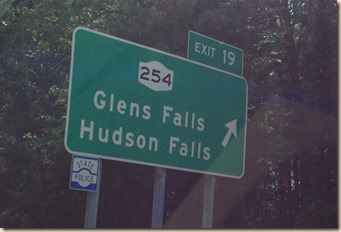 EXIT 19
254
Glens Falls
Hudson Falls
STATE
POLICE